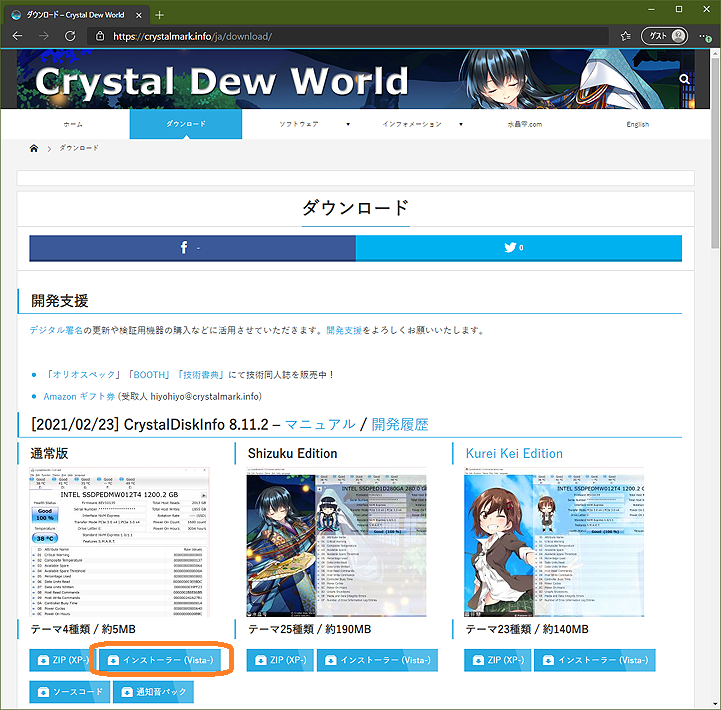 ダウンロード – Crystal Dew World
https://crystalmark.info/ja/download/
ゲスト
Crystal Dew World
ホーム
ダウンロード
ソフトウェア
インフォメーション
水晶雫.com
English
ダウンロード
ダウンロード
-
0
開発支援
デジタル署名の更新や検証用機器の購入などに活用させていただきます。開発支援をよろしくお願いいたします。
「オリオスペック」「BOOTH」「技術書典」にて技術同人誌を販売中！
Amazon ギフト券 (受取人 hiyohiyo@crystalmark.info)
[2021/02/23] CrystalDiskInfo 8.11.2 – マニュアル / 開発履歴
通常版
Shizuku Edition
Kurei Kei Edition
INTEL SSDPEDMW012T4 1200.2 GB
Health Status
Good
100 %
Temperature
38 °C
INTEL SSDPED1D280GA 280.0 GB
INTEL SSDPEDMW012T4 1200.2
Good (100 %)
テーマ4種類 / 約5MB
テーマ25種類 / 約190MB
テーマ23種類 / 約140MB
ZIP (XP-)
インストーラー (Vista-)
ZIP (XP-)
インストーラー (Vista-)
ZIP (XP-)
インストーラー (Vista-)
ソースコード
通知音パック